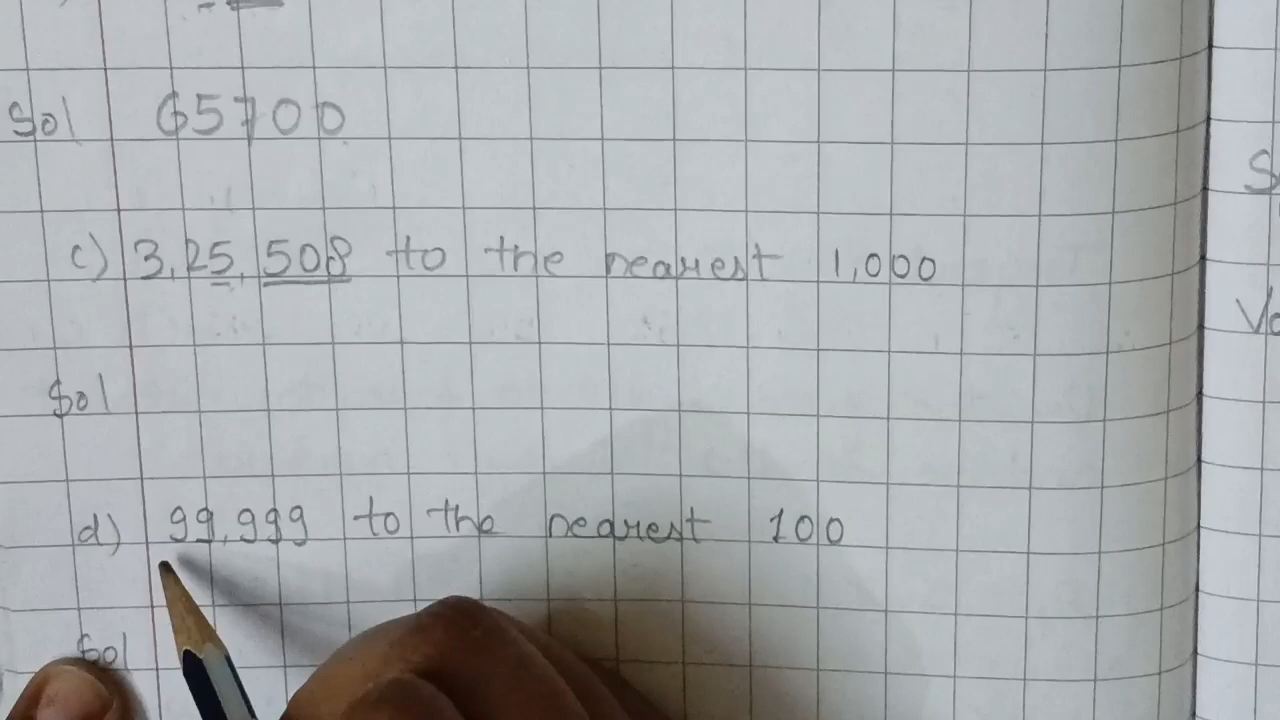 Sol 65700
c) 3,25,508 to the nearest 1,000
Sol
d) 99,999 to the nearest 100
Sol